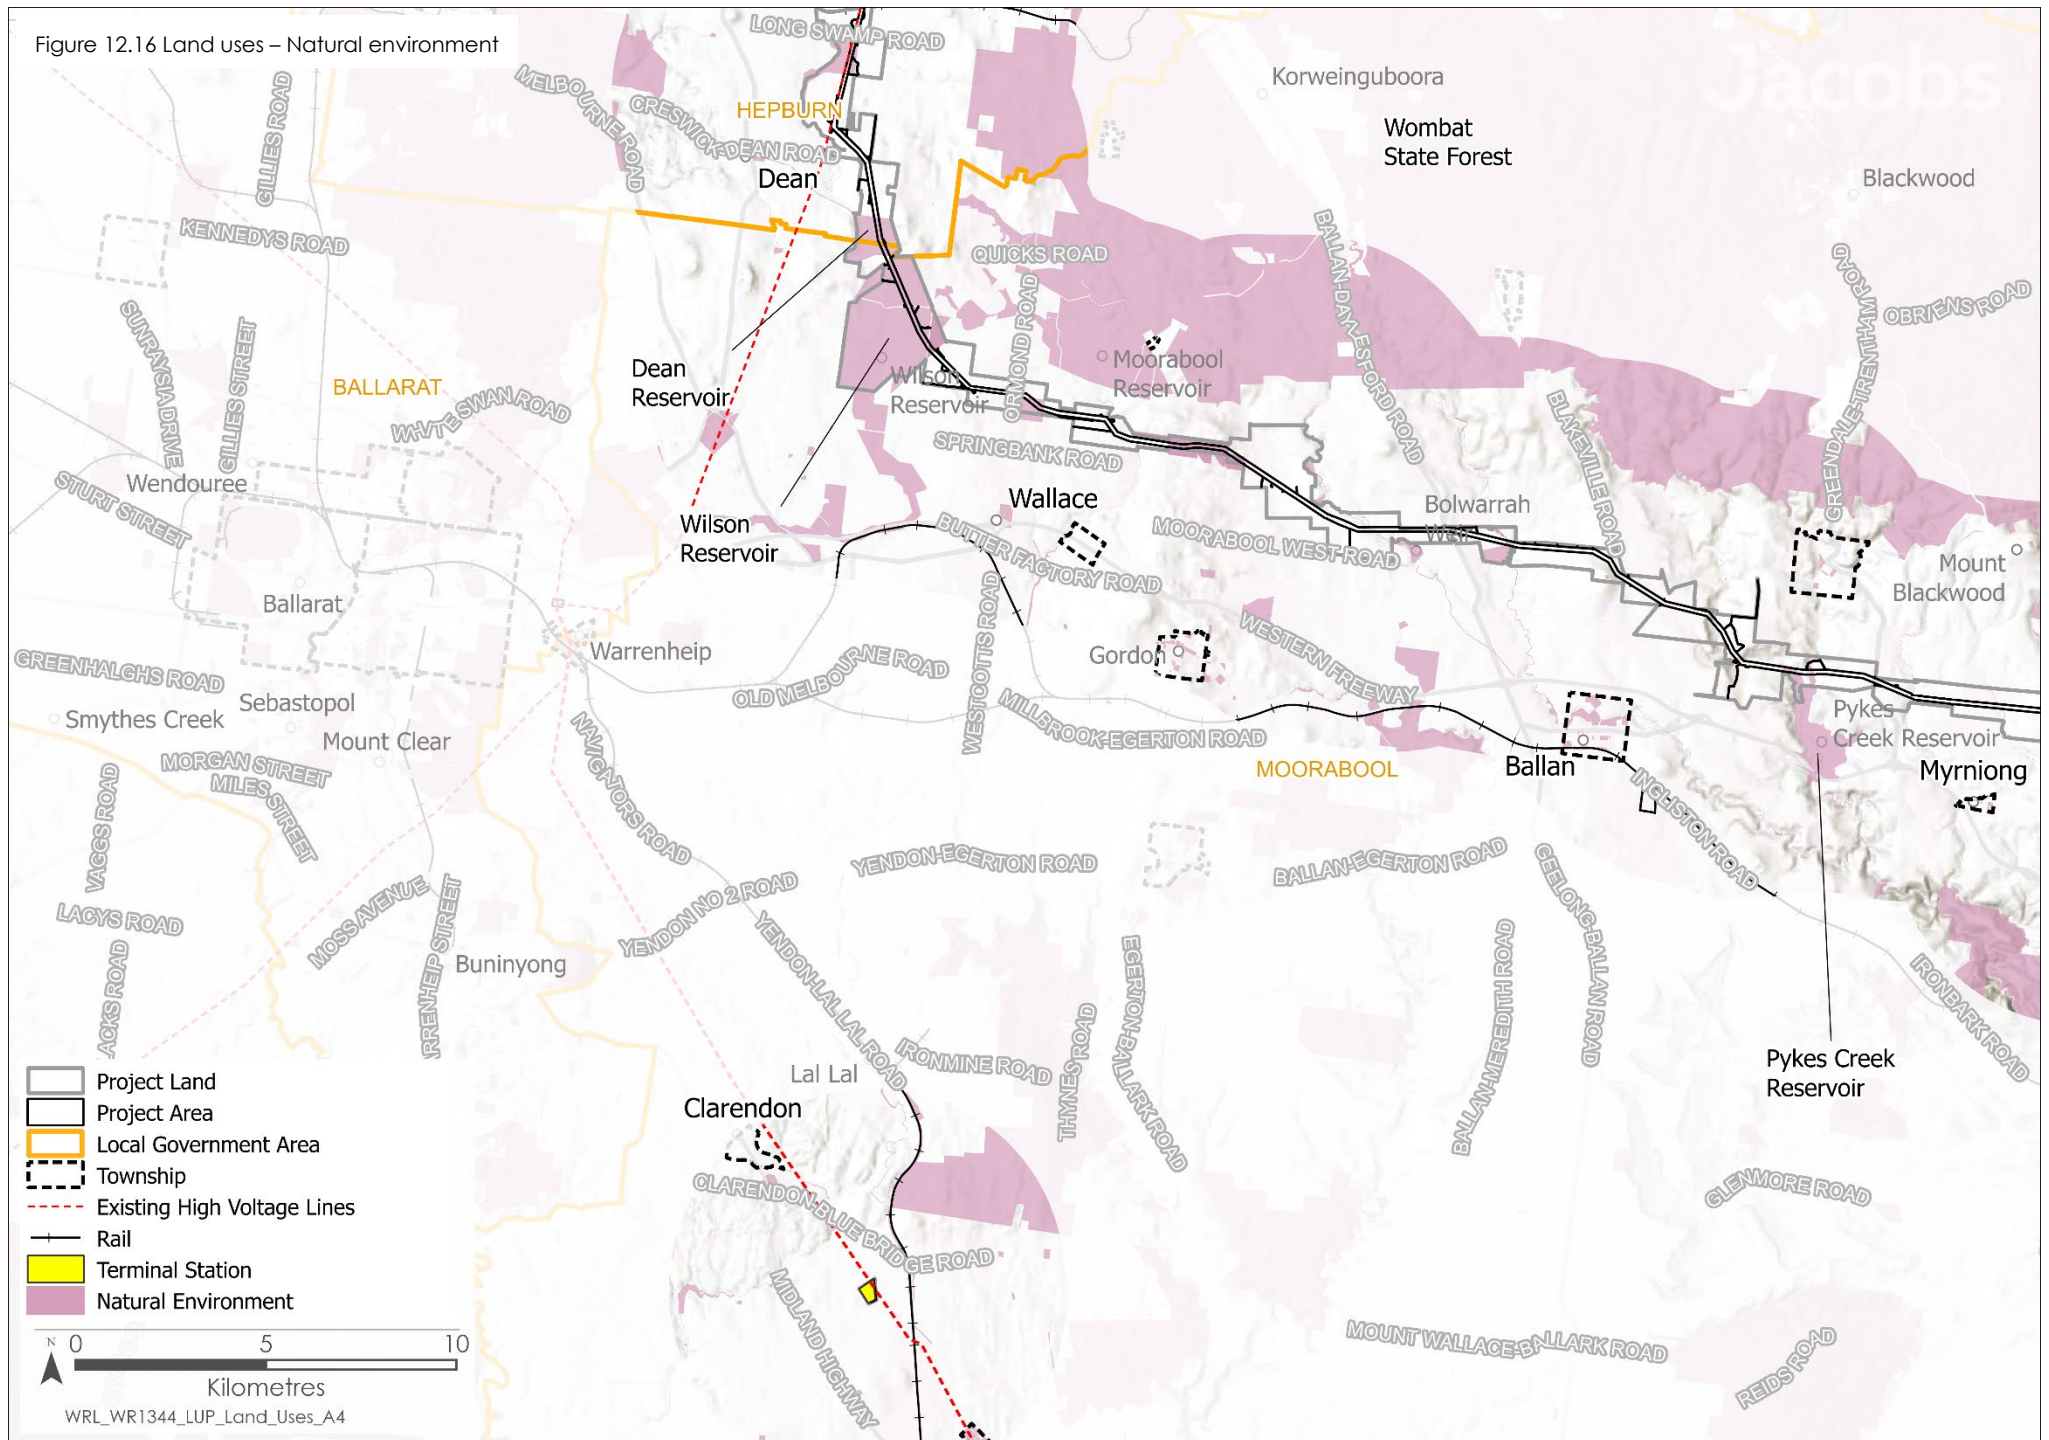 Figure 12.16 Land uses – Natural environment
Jacobs
LONG SWAMP ROAD
Korweinguboora
MELBOURNE ROAD
CRESWICK-DEAN ROAD
HEPBURN
GILLIES ROAD
Wombat
State Forest
Dean
Blackwood
KENNEDYS ROAD
BALLAN-DAYLESFORD ROAD
QUICKS ROAD
GREENDALE-TRENTHAM ROAD
OBRIENS ROAD
SUNRAYSIA DRIVE
GILLIES STREET
ORMOND ROAD
Dean
Reservoir
Wilson
Reservoir
Moorabool
Reservoir
BALLARAT
WHITE SWAN ROAD
BLAKEVILLE ROAD
SPRINGBANK ROAD
Wendouree
STURT STREET
Wallace
Bolwarrah
Weir
Wilson
Reservoir
BUTTER FACTORY ROAD
MOORABOOL WEST ROAD
Mount
Blackwood
Ballarat
WESTCOTTS ROAD
WESTERN FREEWAY
Warrenheip
Gordon
GREENHALGHS ROAD
OLD MELBOURNE ROAD
Sebastopol
Smythes Creek
MILLBROOK-EGERTON ROAD
Pykes
Creek Reservoir
Mount Clear
NAVIGATORS ROAD
MOORABOOL
Ballan
Myrniong
MORGAN STREET
MILES STREET
VAGGS ROAD
INGLISTON ROAD
YENDON-EGERTON ROAD
BALLAN-EGERTON ROAD
GEELONG-BALLAN ROAD
YENDON NO 2 ROAD
MOSS AVENUE
LACYS ROAD
YENDON-LAL LAL ROAD
EGERTON-BALLARK ROAD
BALLAN-MEREDITH ROAD
Buninyong
RRENHEIP STREET
ACKS ROAD
IRONBARK ROAD
THYNES ROAD
IRONMINE ROAD
Lal Lal
Pykes Creek
Reservoir
Clarendon
CLARENDON-BLUE BRIDGE ROAD
GLENMORE ROAD
MIDLAND HIGHWAY
MOUNT WALLACE-BALLARK ROAD
REIDS ROAD
Project Land
Project Area
Local Government Area
Township
Existing High Voltage Lines
Rail
Terminal Station
Natural Environment
N
0 5 10
Kilometres
WRL_WR1344_LUP_Land_Uses_A4